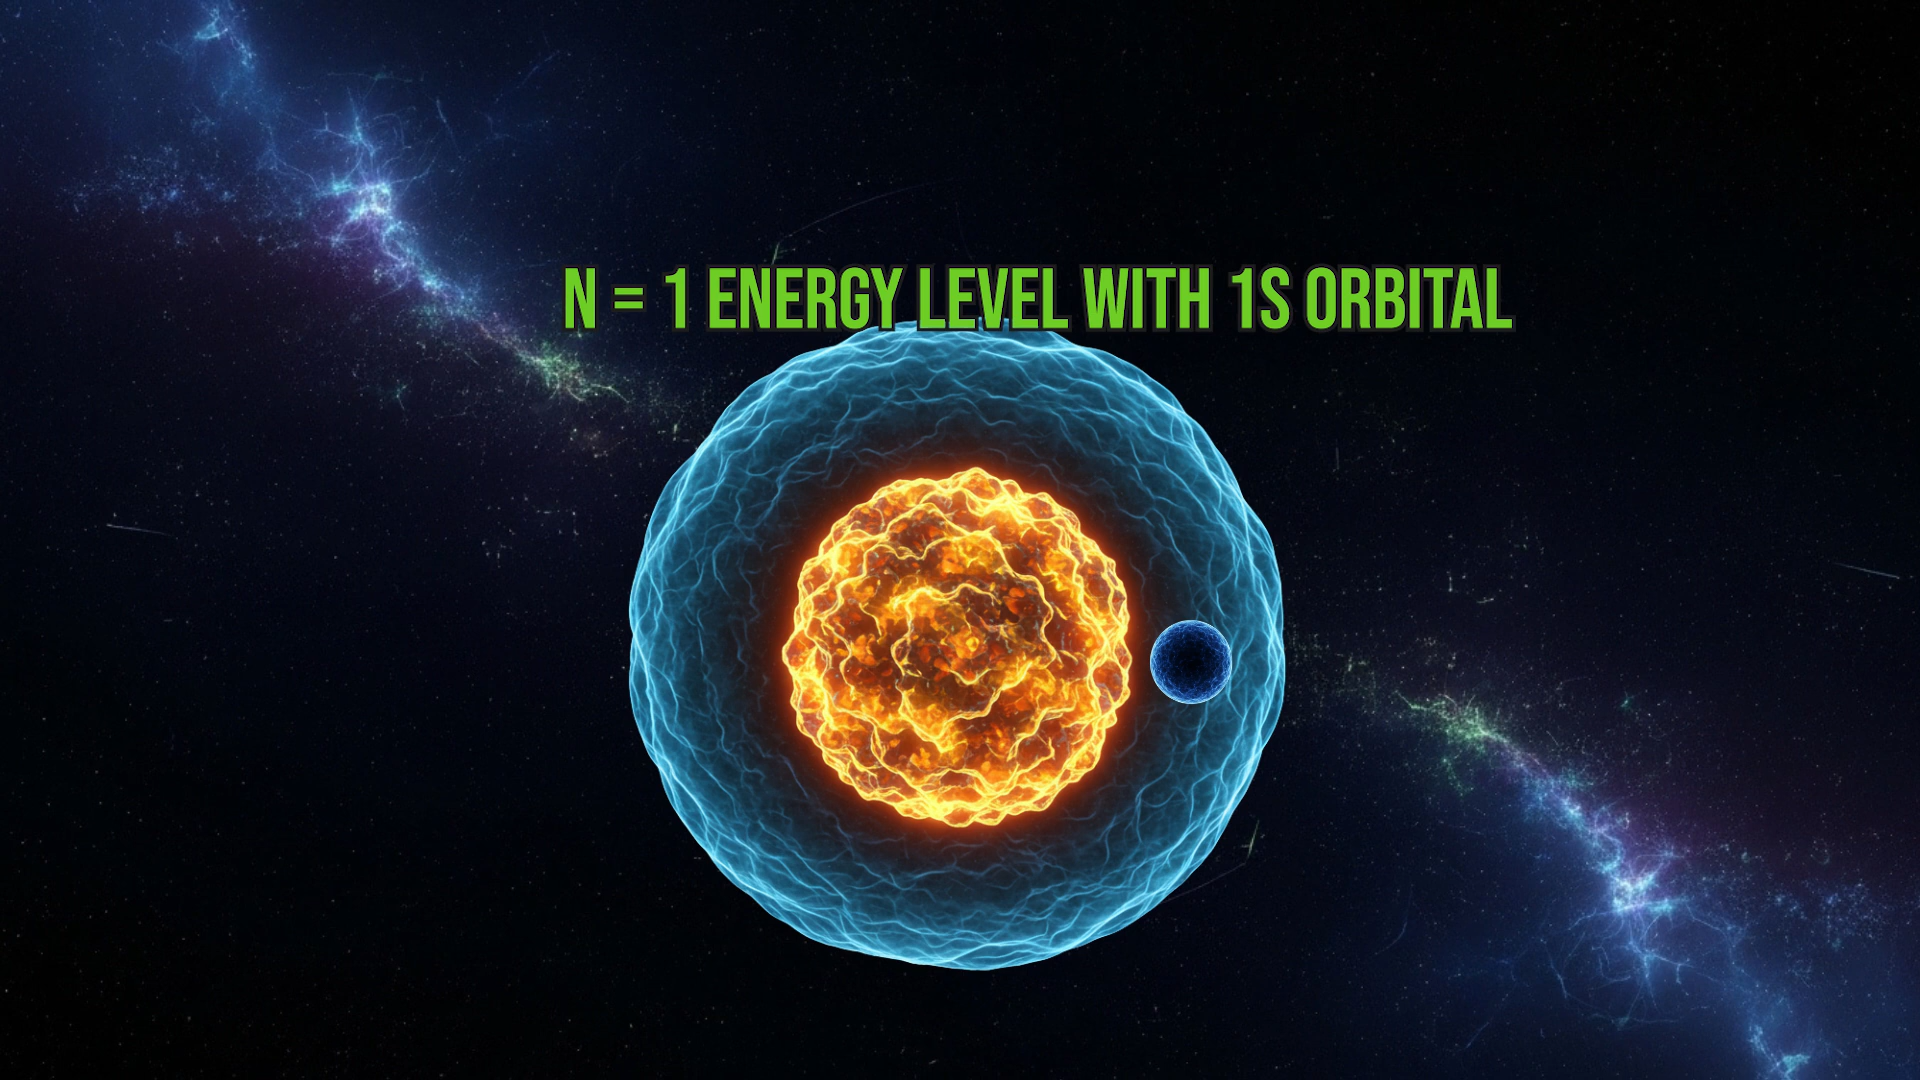 N = 1 ENERGY LEVEL WITH 1S ORBITAL